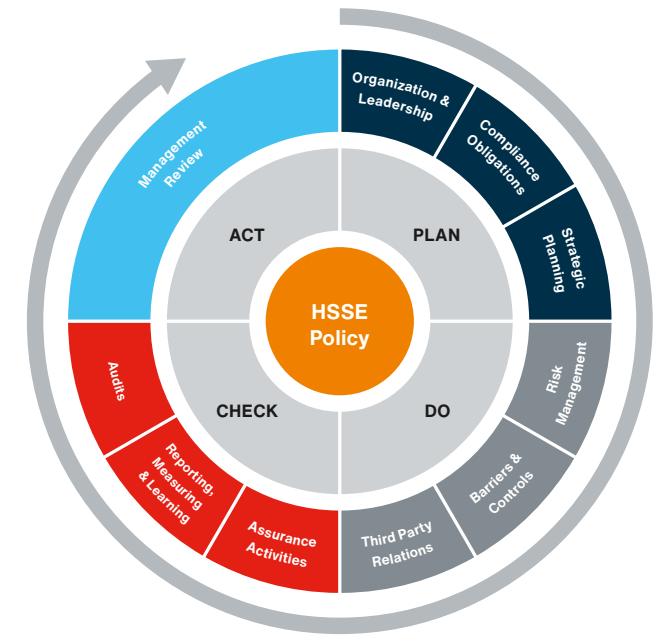 Organization &
Leadership
Compliance
Obligations
Strategic
Planning
Risk
Management
Barriers &
Controls
Third Party
Relations
Assurance
Activities
Reporting,
Measuring
& Learning
Audits
Management
Review
ACT
PLAN
HSSE
Policy
CHECK
DO